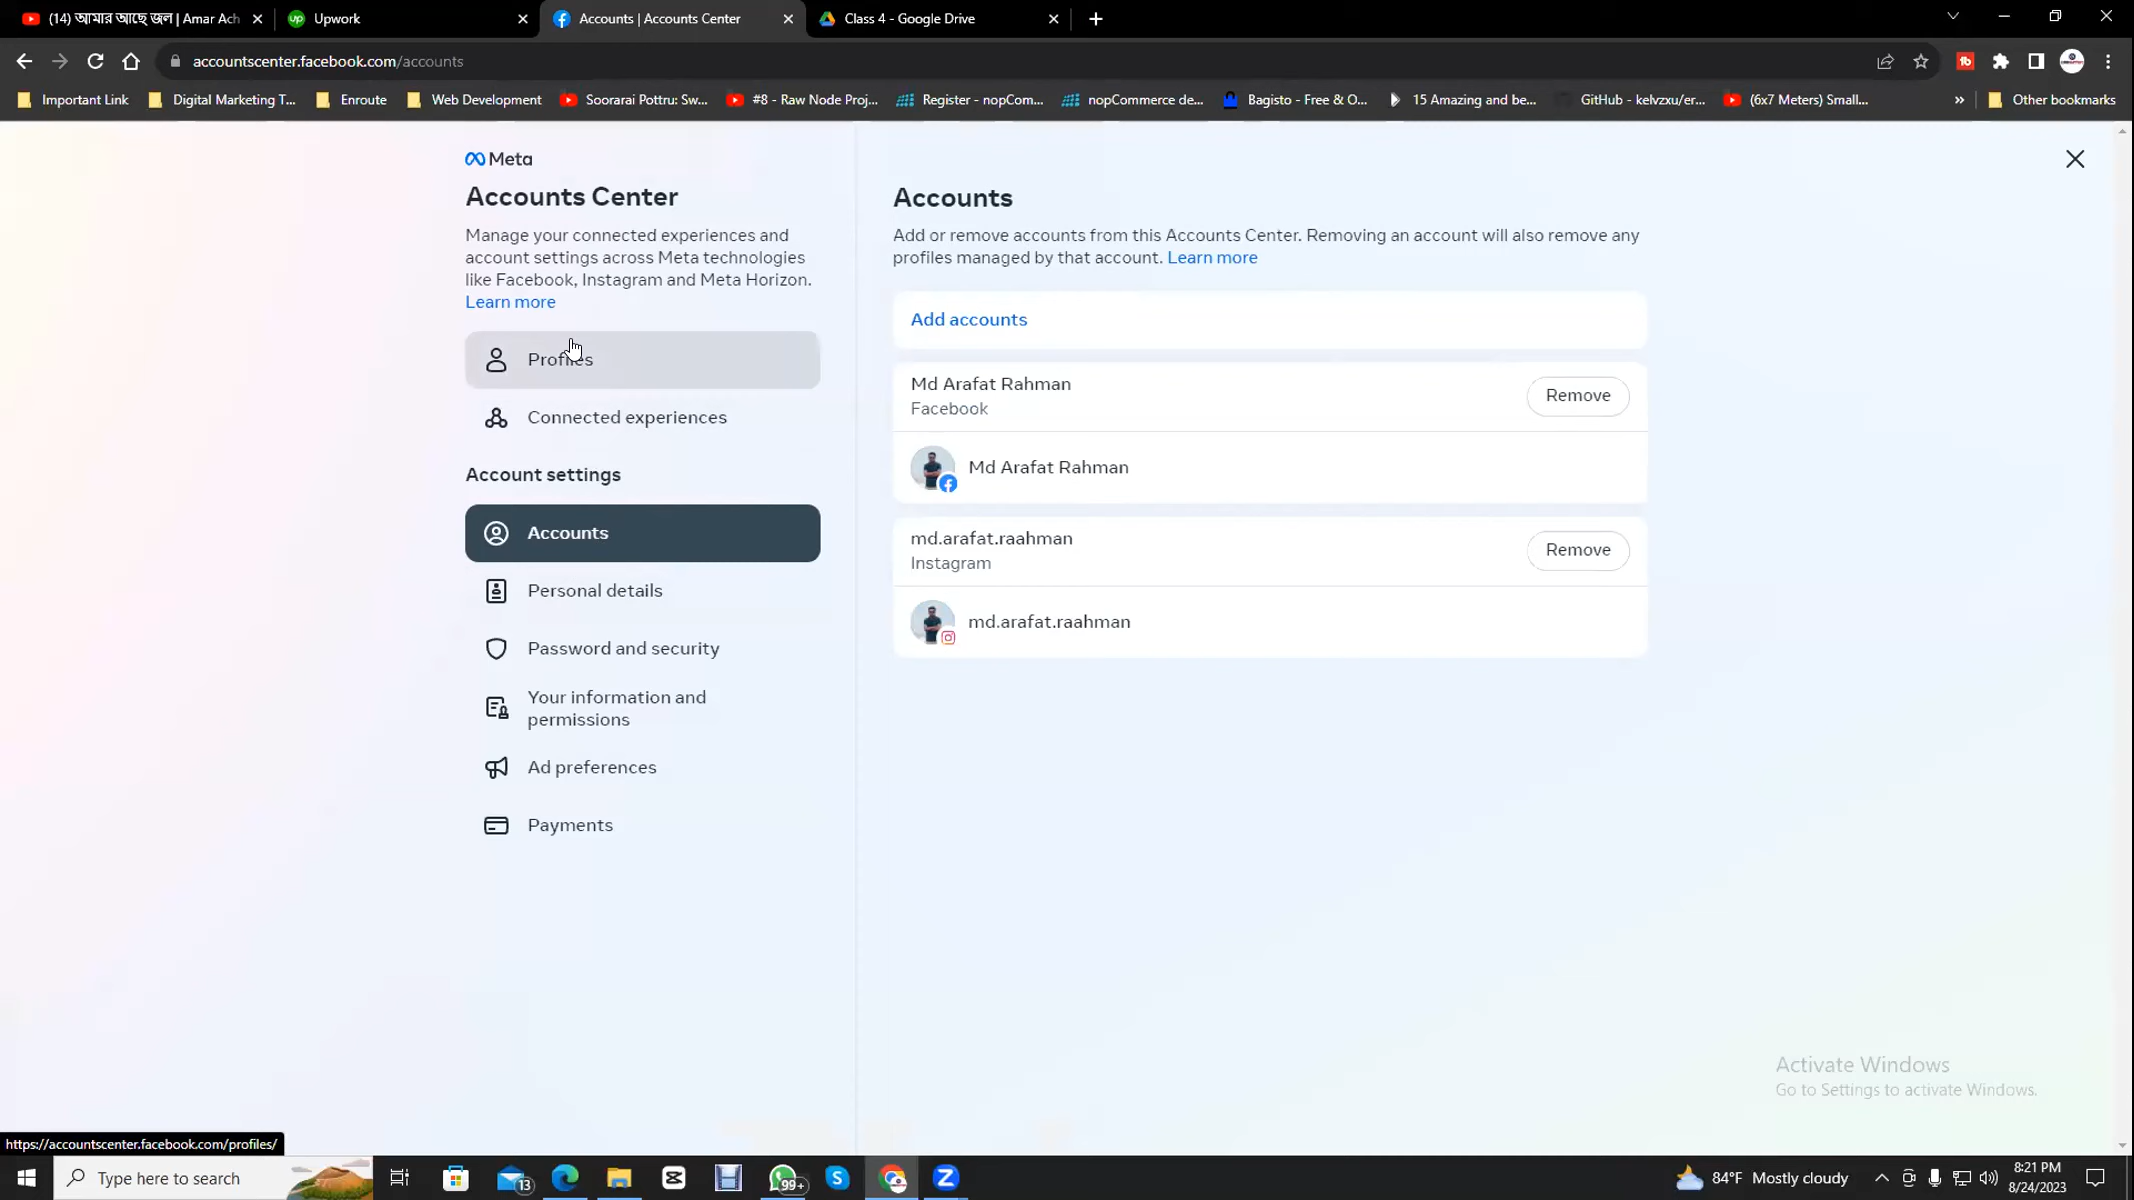 (14) আমার আছে জল | Amar Ach
Upwork
Accounts | Accounts Center
Class 4 - Google Drive
accountscenter.facebook.com/accounts
Important Link
Digital Marketing T...
Enroute
Web Development
Soorarai Pottru: Sw...
#8 - Raw Node Proj...
Register - nopCom...
nopCommerce de...
Bagisto - Free & O...
15 Amazing and be...
GitHub - kelvzxu/er...
(6x7 Meters) Small...
»
Other bookmarks
Meta
Accounts Center
Manage your connected experiences and
account settings across Meta technologies
like Facebook, Instagram and Meta Horizon.
Learn more
Profiles
Connected experiences
Account settings
Accounts
Personal details
Password and security
Your information and
permissions
Ad preferences
Payments
Accounts
Add or remove accounts from this Accounts Center. Removing an account will also remove any
profiles managed by that account. Learn more
Add accounts
Md Arafat Rahman
Facebook
Remove
Md Arafat Rahman
md.arafat.raahman
Instagram
Remove
md.arafat.raahman
Activate Windows
Go to Settings to activate Windows.
https://accountscenter.facebook.com/profiles/
Type here to search
13
99+
84°F Mostly cloudy
8:21 PM
8/24/2023